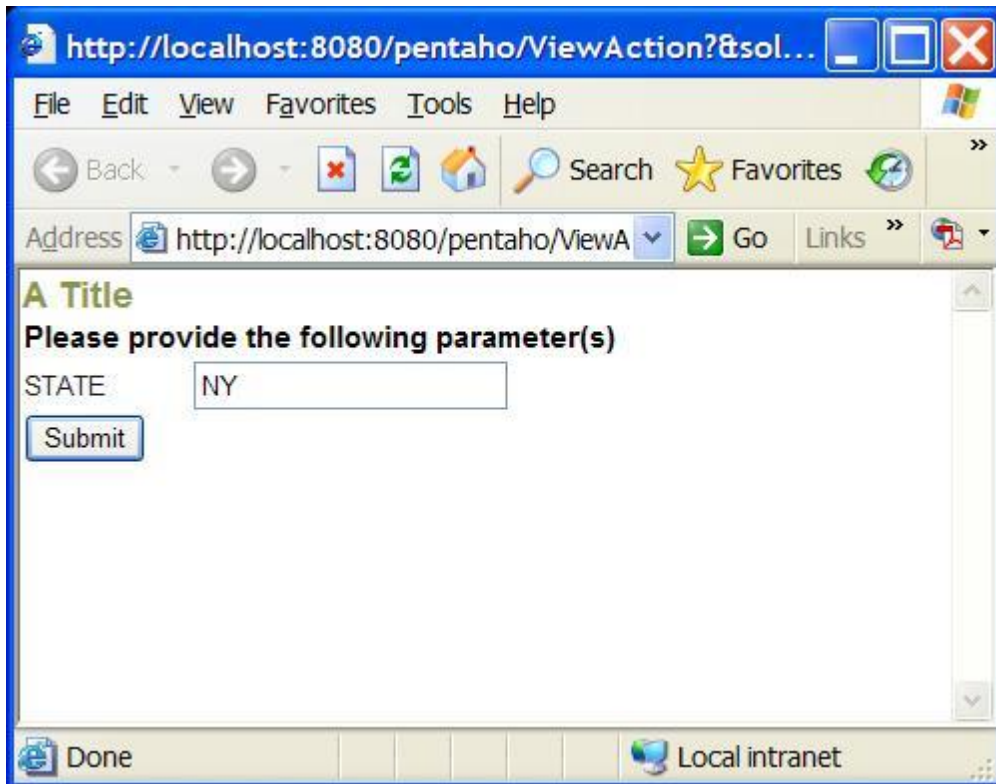 http://localhost:8080/pentaho/ViewAction?&sol...
File Edit View Favorites Tools Help
Back Search Favorites »
Address http://localhost:8080/pentaho/ViewA Go Links »
A Title
Please provide the following parameter(s)
STATE NY
Submit
Done Local intranet